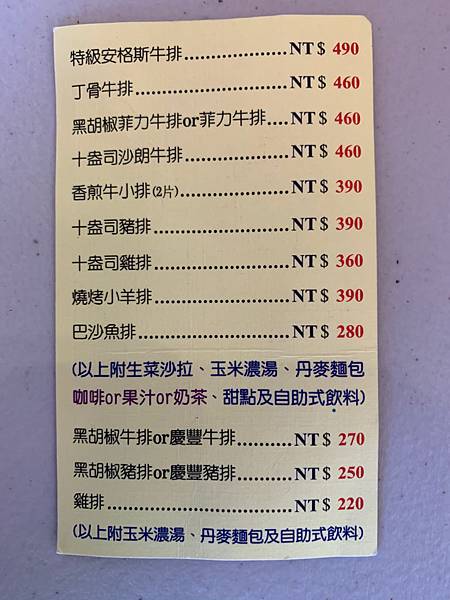 特級安格斯牛排...................NT$ 490
丁骨牛排............................NT$ 460
黑胡椒菲力牛排or菲力牛排....NT$ 460
十盎司沙朗牛排...................NT$ 460
香煎牛小排(2片)....................NT$ 390
十盎司豬排.........................NT$ 390
十盎司雞排.........................NT$ 360
燒烤小羊排.........................NT$ 390
巴沙魚排............................NT$ 280
(以上附生菜沙拉、玉米濃湯、丹麥麵包
咖啡or果汁or奶茶、甜點及自助式飲料)
黑胡椒牛排or慶豐牛排..........NT$ 270
黑胡椒豬排or慶豐豬排..........NT$ 250
雞排..................................NT$ 220
(以上附玉米濃湯、丹麥麵包及自助式飲料)